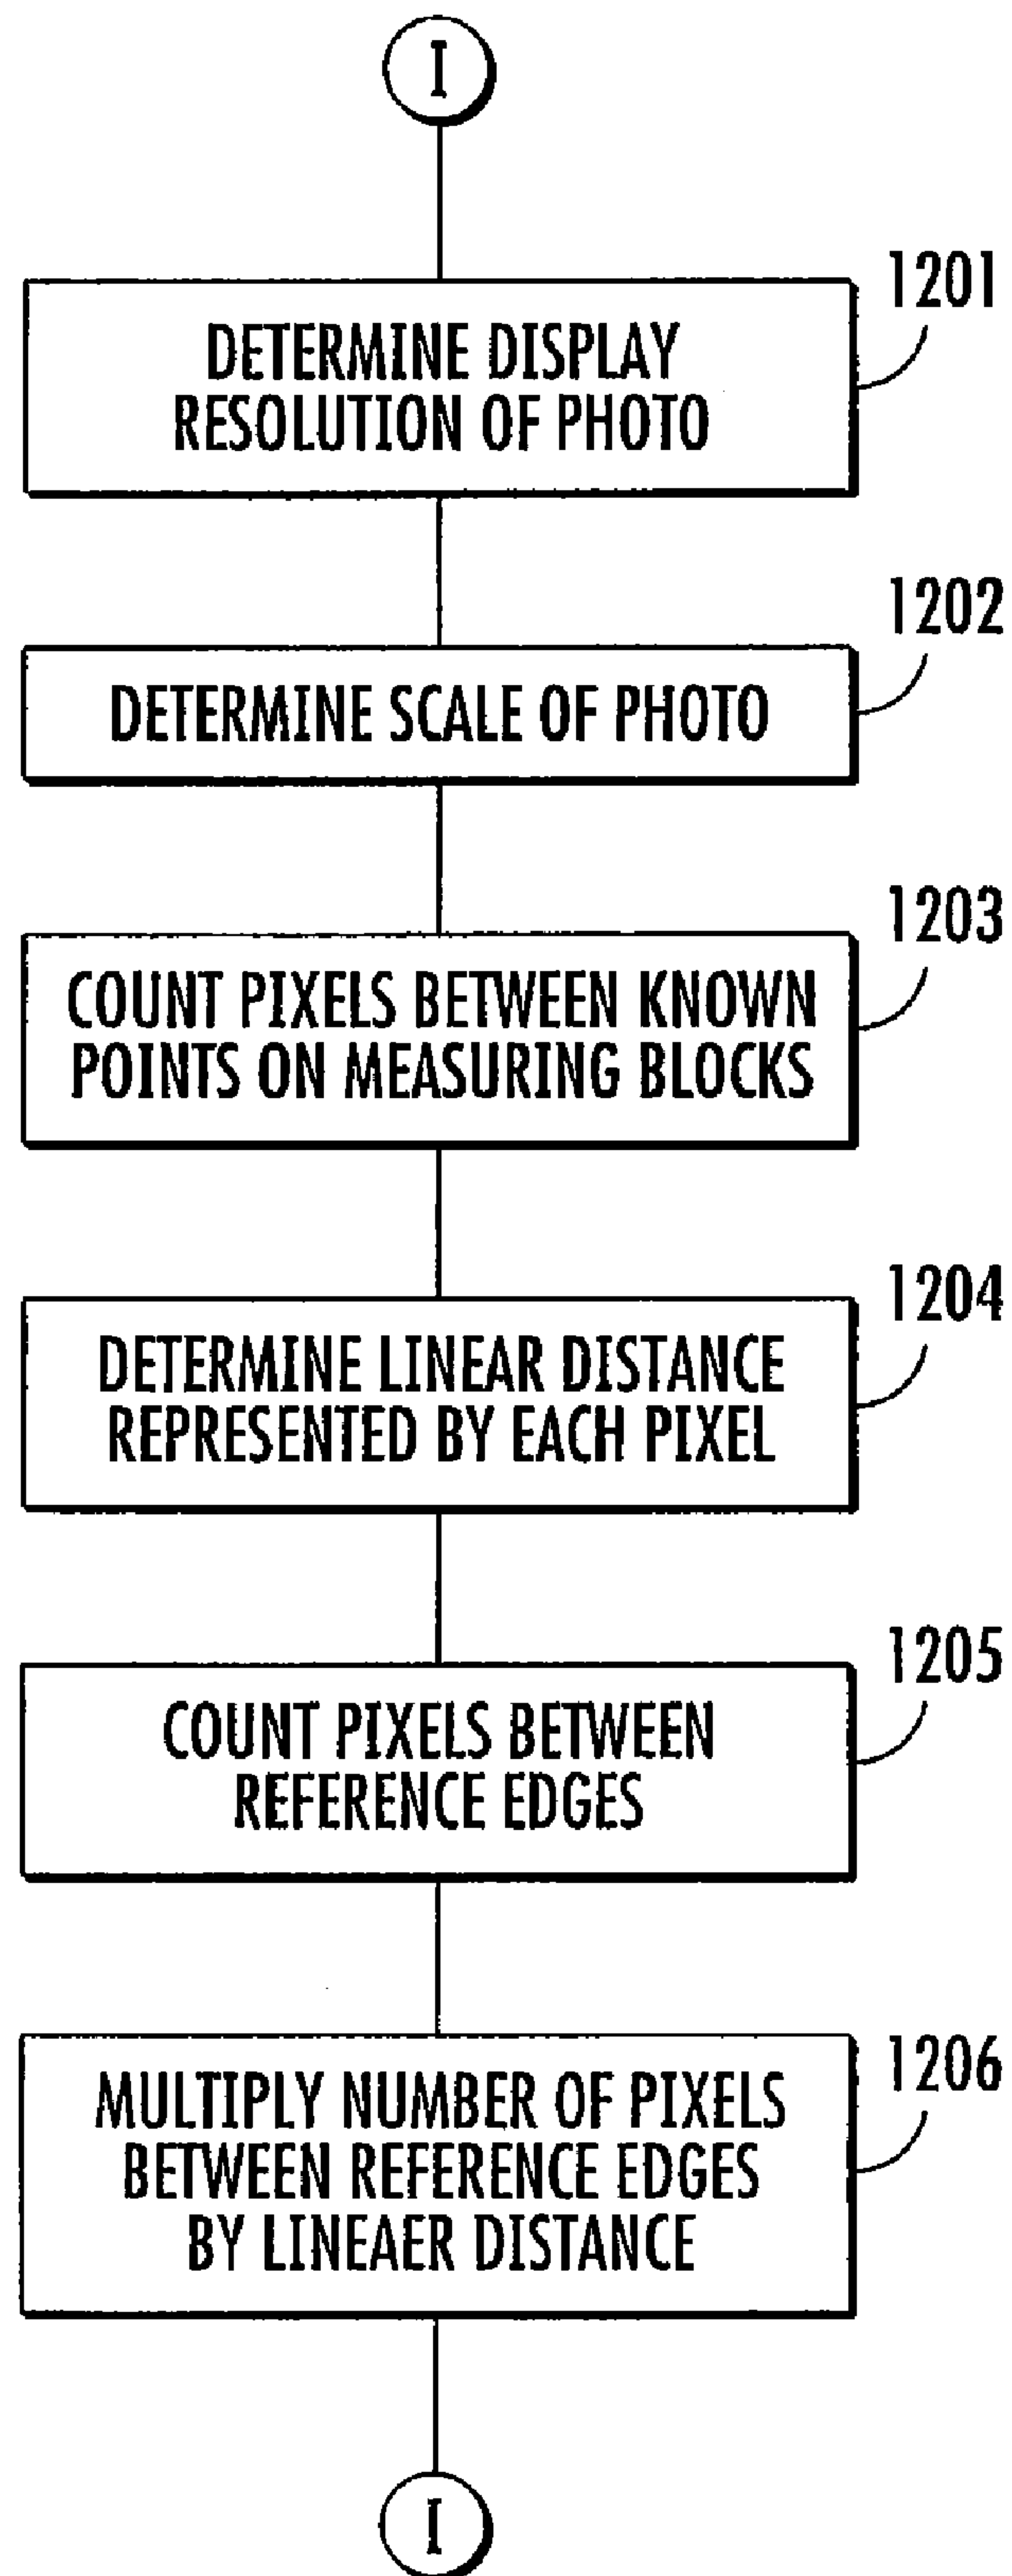 I
1201
DETERMINE DISPLAY
RESOLUTION OF PHOTO
1202
DETERMINE SCALE OF PHOTO
1203
COUNT PIXELS BETWEEN KNOWN
POINTS ON MEASURING BLOCKS
1204
DETERMINE LINEAR DISTANCE
REPRESENTED BY EACH PIXEL
1205
COUNT PIXELS BETWEEN
REFERENCE EDGES
1206
MULTIPLY NUMBER OF PIXELS
BETWEEN REFERENCE EDGES
BY LINEAER DISTANCE
I